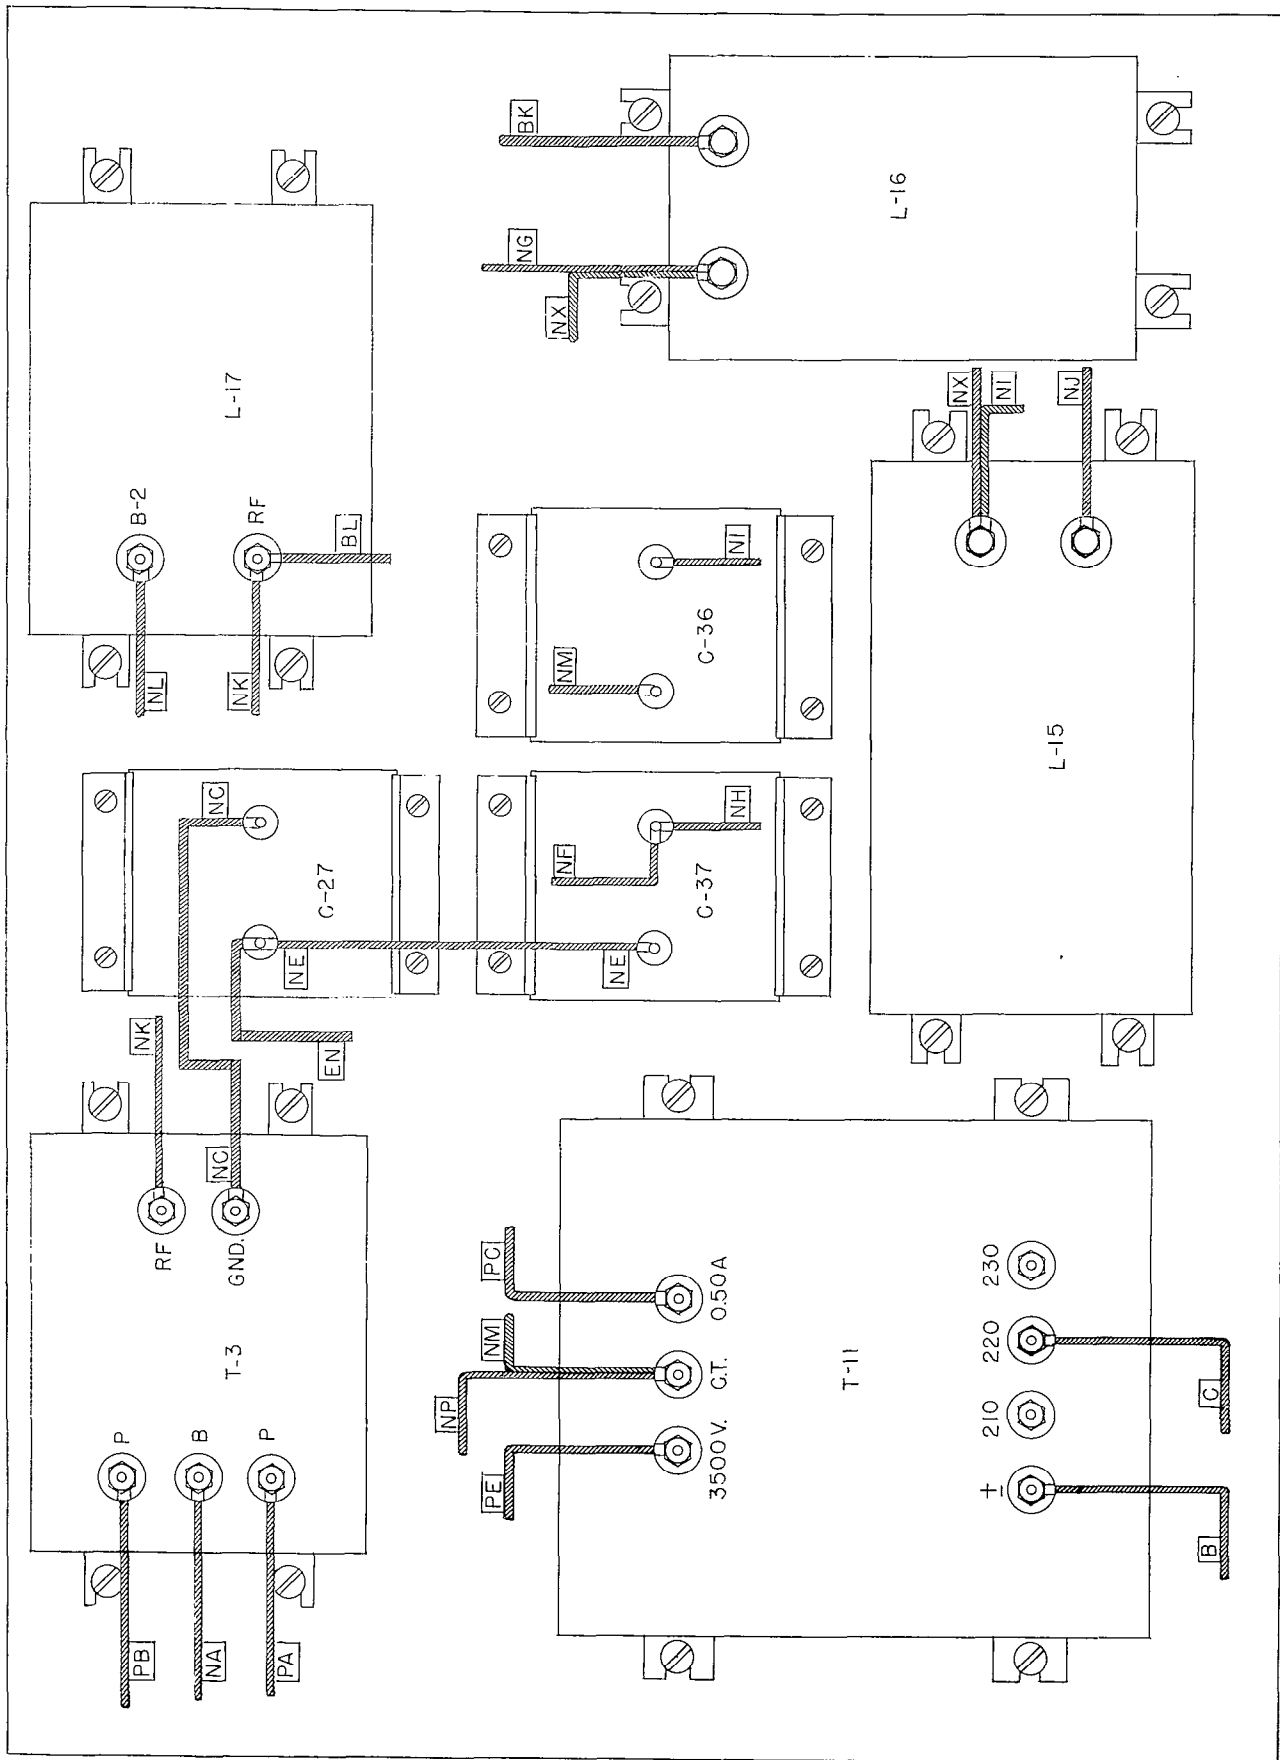 PB
NA
PA
P
B
P
T-3
RF
GND.
NK
NC
NC
EN
NE
C-27
NL
NK
B-2
RF
BL
L-17
NE
NF
NH
C-37
NM
NI
C-36
NX
NG
BK
L-16
NP
PE
NM
PC
3500V.
C.T.
0.50A
T-11
±
210
220
230
B
C
L-15
NX
NI
NJ